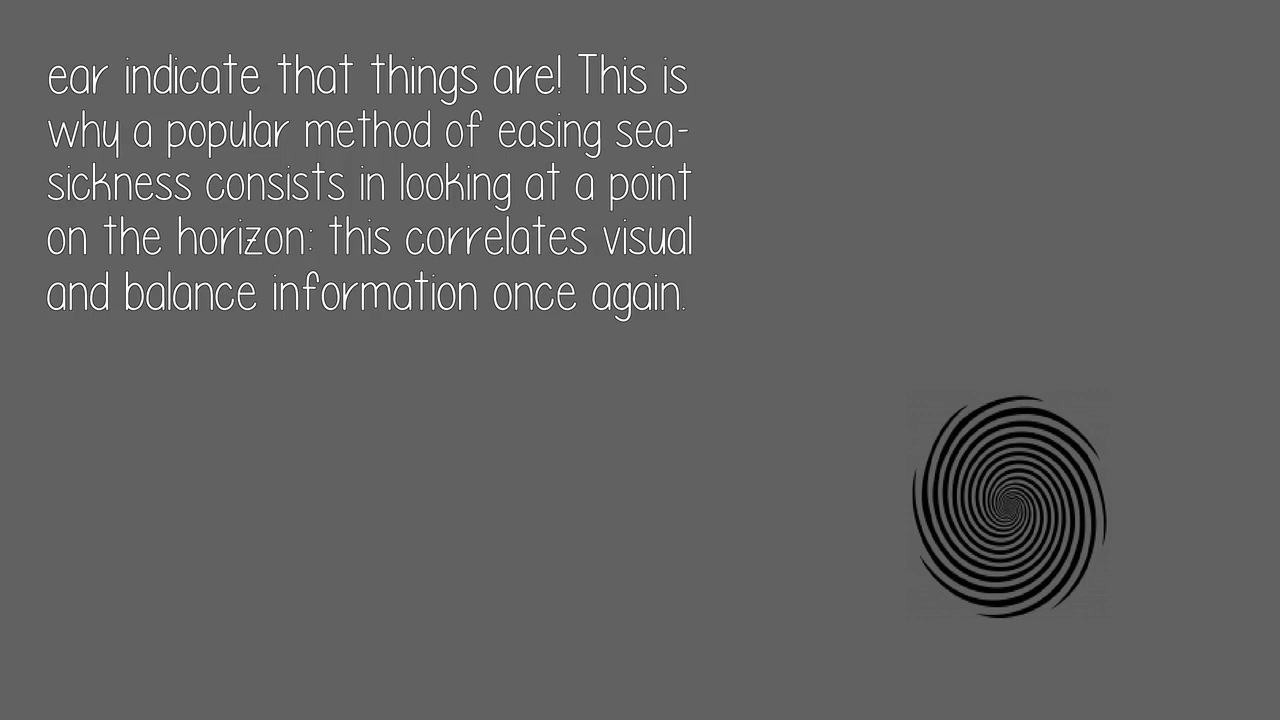 ear indicate that things are! This is
why a popular method of easing sea-
sickness consists in looking at a point
on the horizon: this correlates visual
and balance information once again.